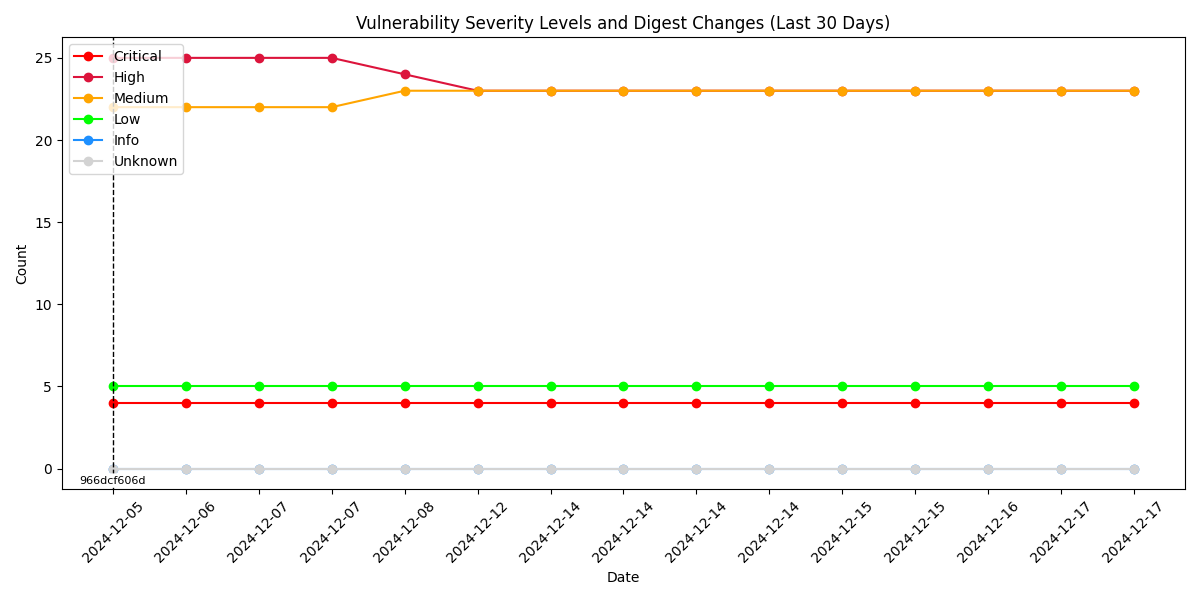 Vulnerability Severity Levels and Digest Changes (Last 30 Days)
Critical
High
Medium
Low
Info
Unknown
Count
25
20
15
10
5
0
966dcf606d
2024-12-05
2024-12-06
2024-12-07
2024-12-07
2024-12-08
2024-12-12
2024-12-14
2024-12-14
2024-12-14
2024-12-14
2024-12-15
2024-12-15
2024-12-16
2024-12-17
2024-12-17
Date